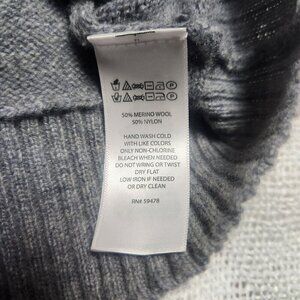 50% MERINO WOOL
50% NYLON
HAND WASH COLD
WITH LIKE COLORS
ONLY NON-CHLORINE
BLEACH WHEN NEEDED
DO NOT WRING OR TWIST
DRY FLAT
LOW IRON IF NEEDED
OR DRY CLEAN
RN# 59478